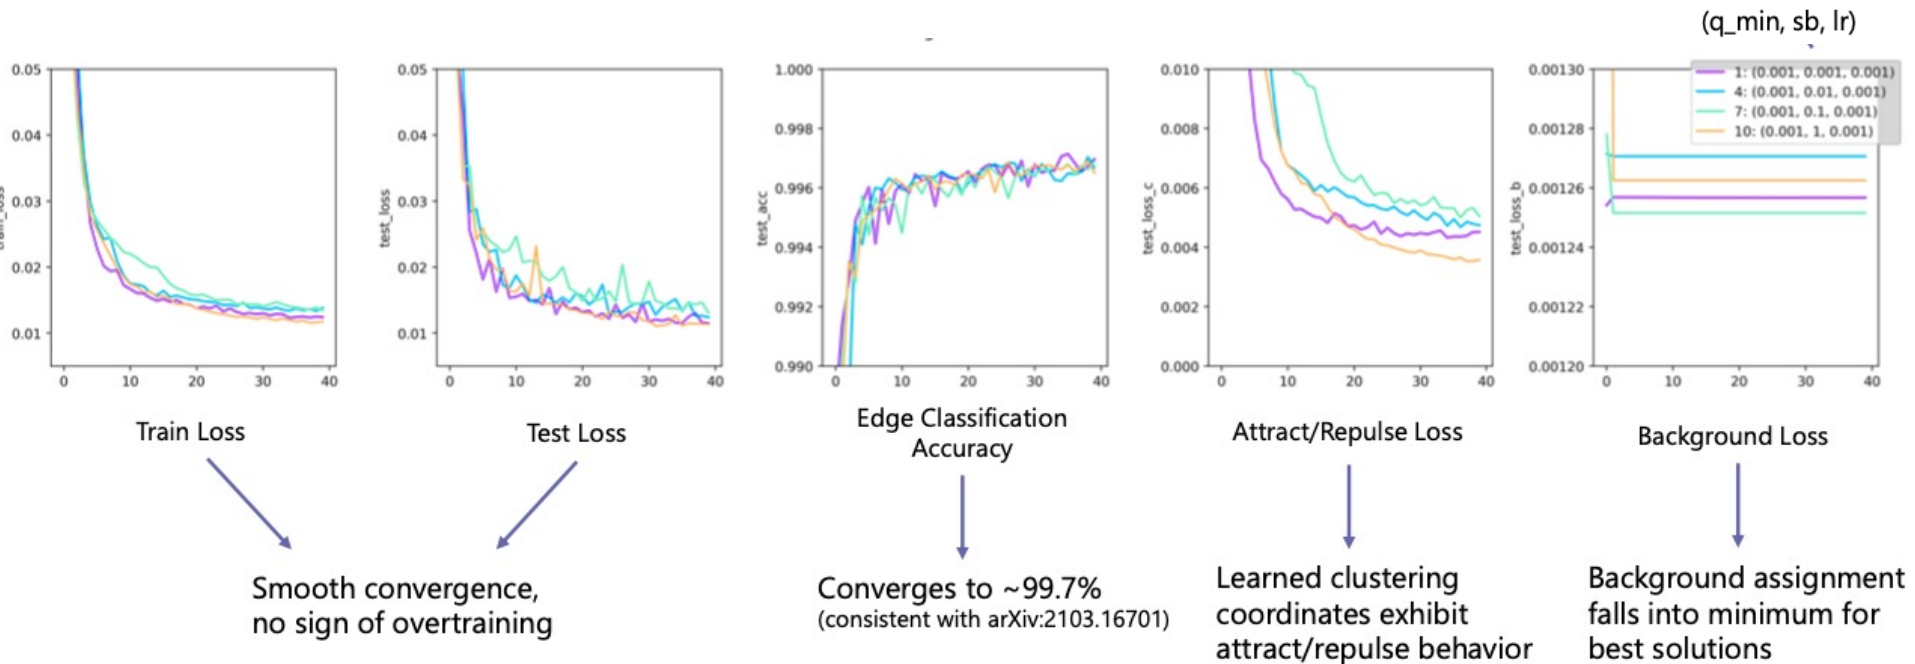 (q_min, sb, lr)
0.05
0.04
0.03
0.02
0.01
0 10 20 30 40
train_loss
0.05
0.04
0.03
0.02
0.01
0 10 20 30 40
test_loss
1.000
0.998
0.996
0.994
0.992
0.990
0 10 20 30 40
test_acc
0.010
0.008
0.006
0.004
0.002
0.000
0 10 20 30 40
test_loss_c
0.00130
0.00128
0.00126
0.00124
0.00122
0.00120
0 10 20 30 40
test_loss_b
1: (0.001, 0.001, 0.001)
4: (0.001, 0.01, 0.001)
7: (0.001, 0.1, 0.001)
10: (0.001, 1, 0.001)
Train Loss
Test Loss
Edge Classification
Accuracy
Attract/Repulse Loss
Background Loss
Smooth convergence,
no sign of overtraining
Converges to ~99.7%
(consistent with arXiv:2103.16701)
Learned clustering
coordinates exhibit
attract/repulse behavior
Background assignment
falls into minimum for
best solutions